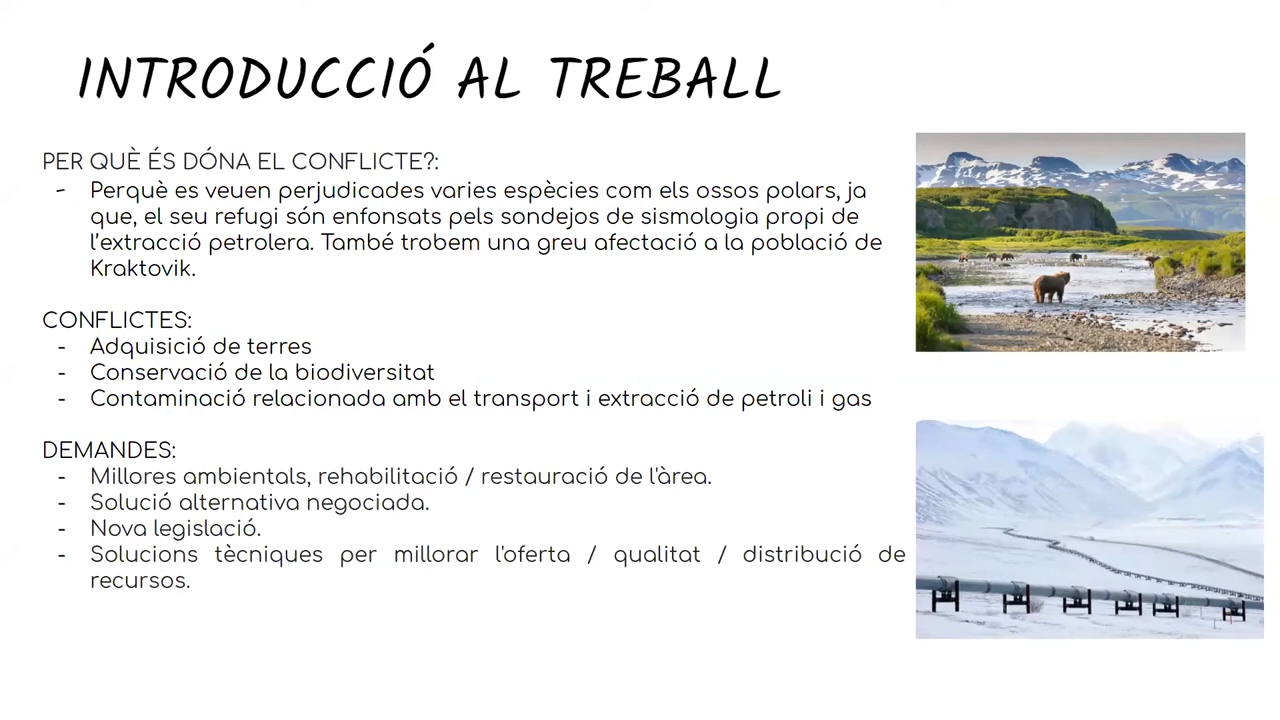 INTRODUCCIÓ AL TREBALL
PER QUÈ ÉS DÓNA EL CONFLICTE?:
- Perquè es veuen perjudicades varies espècies com els ossos polars, ja
que, el seu refugi són enfonsats pels sondejos de sismologia propi de
l'extracció petrolera. També trobem una greu afectació a la població de
Kraktovik.
CONFLICTES:
- Adquisició de terres
- Conservació de la biodiversitat
- Contaminació relacionada amb el transport i extracció de petroli i gas
DEMANDES:
- Millores ambientals, rehabilitació / restauració de l'àrea.
- Solució alternativa negociada.
- Nova legislació.
- Solucions tècniques per millorar l'oferta / qualitat / distribució de
recursos.